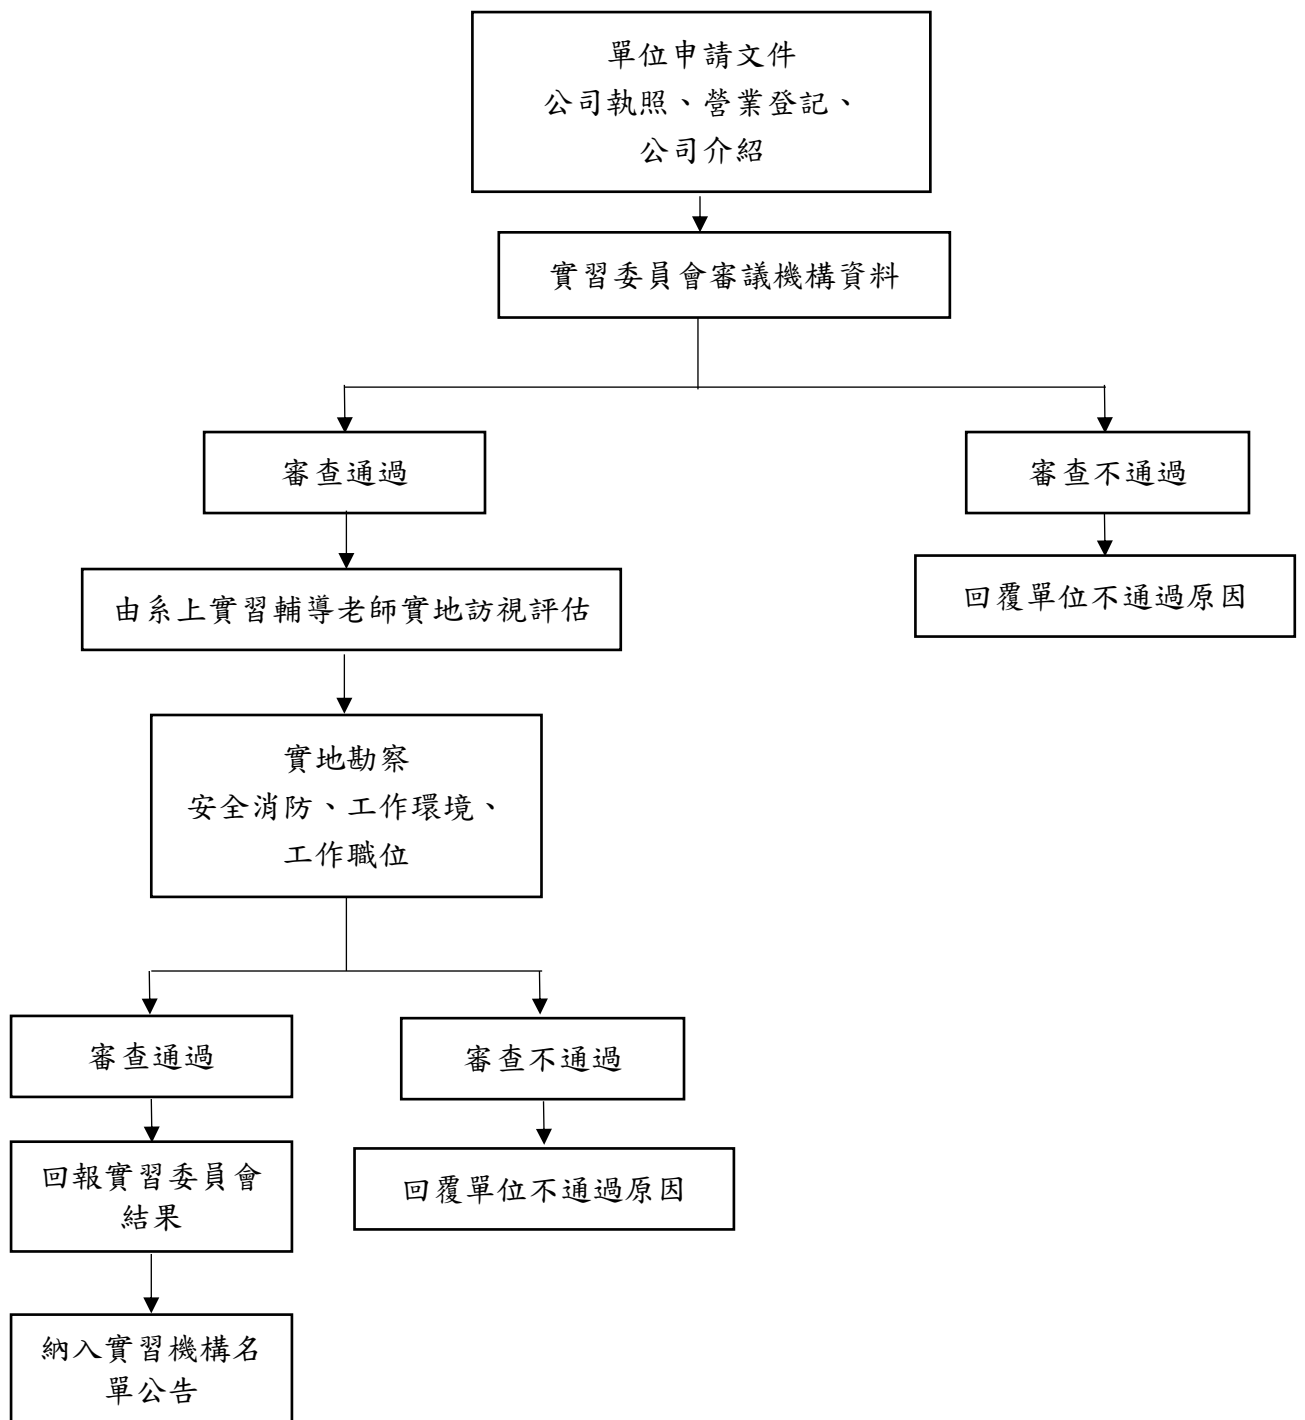 單位申請文件
公司執照、營業登記、
公司介紹
實習委員會審議機構資料
審查通過
審查不通過
由系上實習輔導老師實地訪視評估
回覆單位不通過原因
實地勘察
安全消防、工作環境、
工作職位
審查通過
審查不通過
回報實習委員會
結果
回覆單位不通過原因
納入實習機構名
單公告